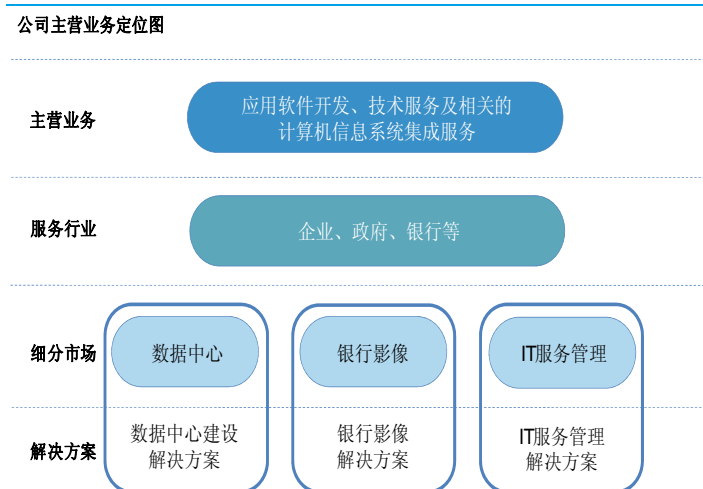 公司主营业务定位图
主营业务
应用软件开发、技术服务及相关的
计算机信息系统集成服务
服务行业
企业、政府、银行等
细分市场
数据中心
银行影像
IT服务管理
解决方案
数据中心建设
解决方案
银行影像
解决方案
IT服务管理
解决方案